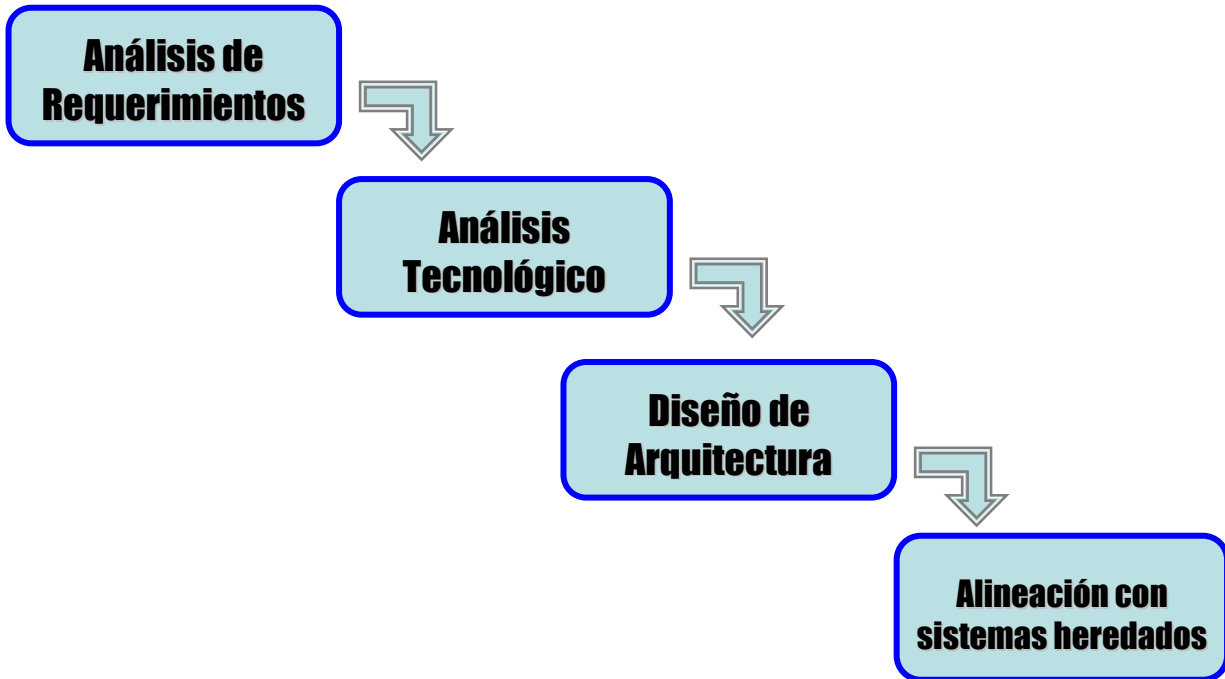 Análisis de
Requerimientos
Análisis
Tecnológico
Diseño de
Arquitectura
Alineación con
sistemas heredados